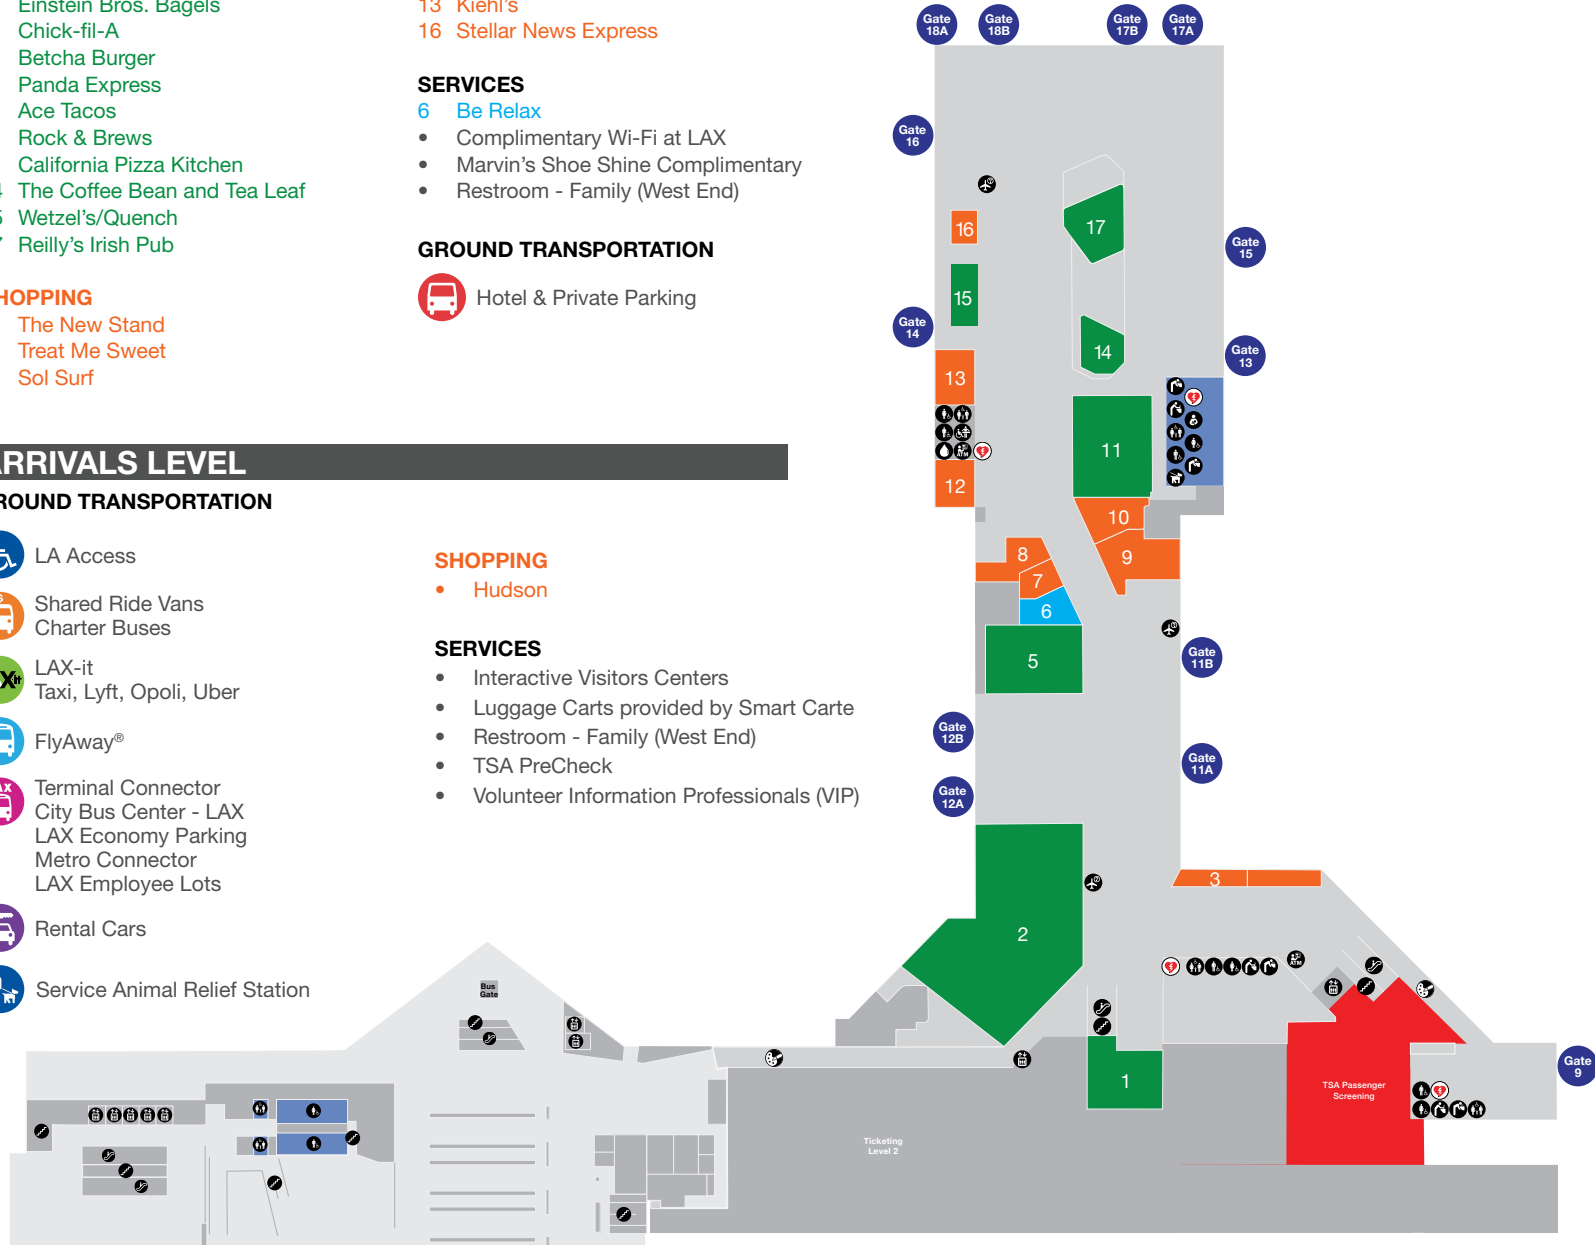 Einstein Bros. Bagels
Chick-fil-A
Betcha Burger
Panda Express
Ace Tacos
Rock & Brews
California Pizza Kitchen
The Coffee Bean and Tea Leaf
Wetzel's/Quench
Reilly's Irish Pub
HOPPING
The New Stand
Treat Me Sweet
Sol Surf
13 Kiehl's
16 Stellar News Express
SERVICES
6 Be Relax
• Complimentary Wi-Fi at LAX
• Marvin's Shoe Shine Complimentary
• Restroom - Family (West End)
GROUND TRANSPORTATION
Hotel & Private Parking
ARRIVALS LEVEL
ROUND TRANSPORTATION
LA Access
Shared Ride Vans
Charter Buses
LAX-it
Taxi, Lyft, Opoli, Uber
FlyAway®
Terminal Connector
City Bus Center - LAX
LAX Economy Parking
Metro Connector
LAX Employee Lots
Rental Cars
Service Animal Relief Station
SHOPPING
• Hudson
SERVICES
• Interactive Visitors Centers
• Luggage Carts provided by Smart Carte
• Restroom - Family (West End)
• TSA PreCheck
• Volunteer Information Professionals (VIP)
Gate
18A
Gate
18B
Gate
17B
Gate
17A
Gate
16
17
16
Gate
15
15
Gate
14
14
Gate
13
13
11
ATM
12
10
8
9
7
6
5
Gate
11B
Gate
12B
Gate
11A
Gate
12A
3
2
ATM
Bus
Gate
1
Gate
9
TSA Passenger
Screening
Ticketing
Level 2